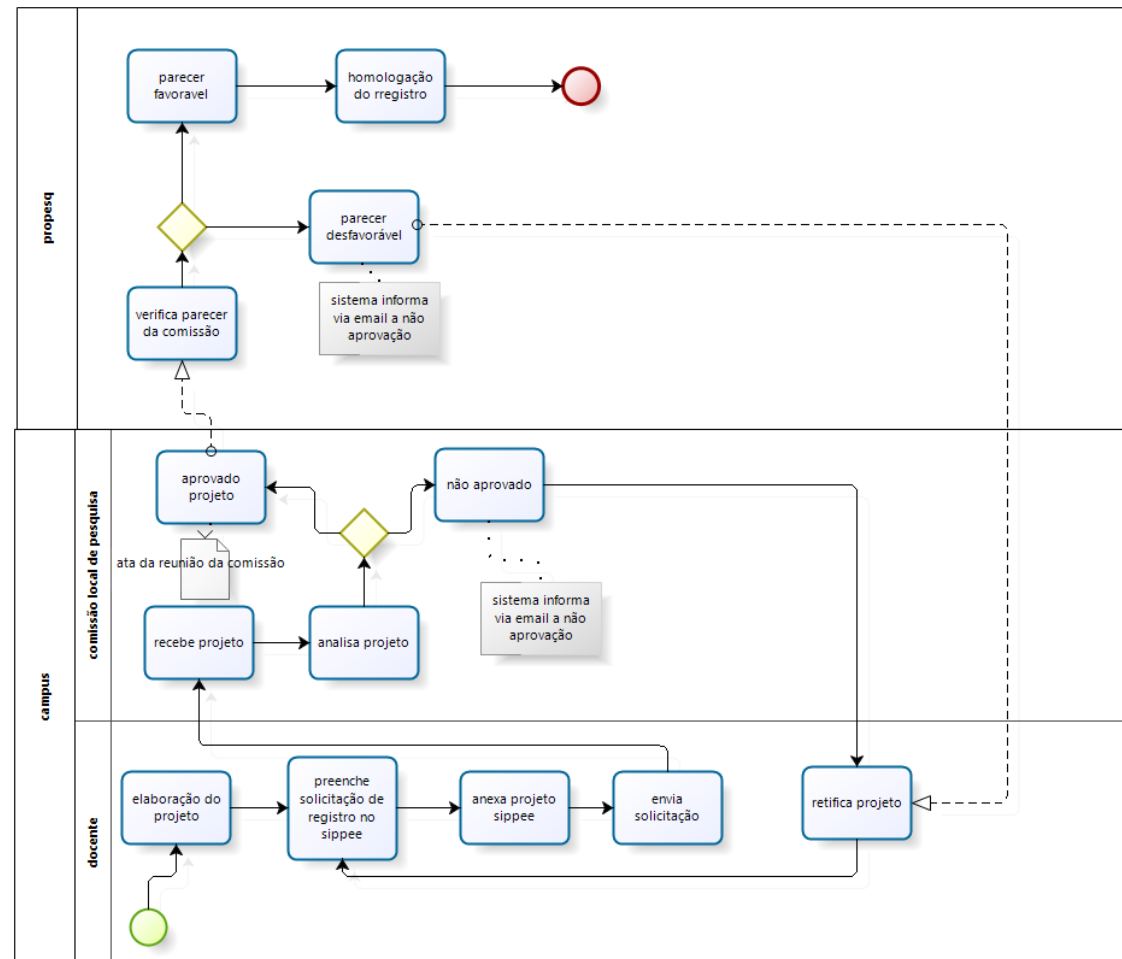 propesq
parecer
favoravel
homologação
do rregistro
parecer
desfavorável
sistema informa
via email a não
aprovação
verifica parecer
da comissão
campus
comissão local de pesquisa
aprovado
projeto
não aprovado
ata da reunião da comissão
sistema informa
via email a não
aprovação
recebe projeto
analisa projeto
docente
elaboração do
projeto
preenche
solicitação de
registro no
sippee
anexa projeto
sippee
envia
solicitação
retifica projeto